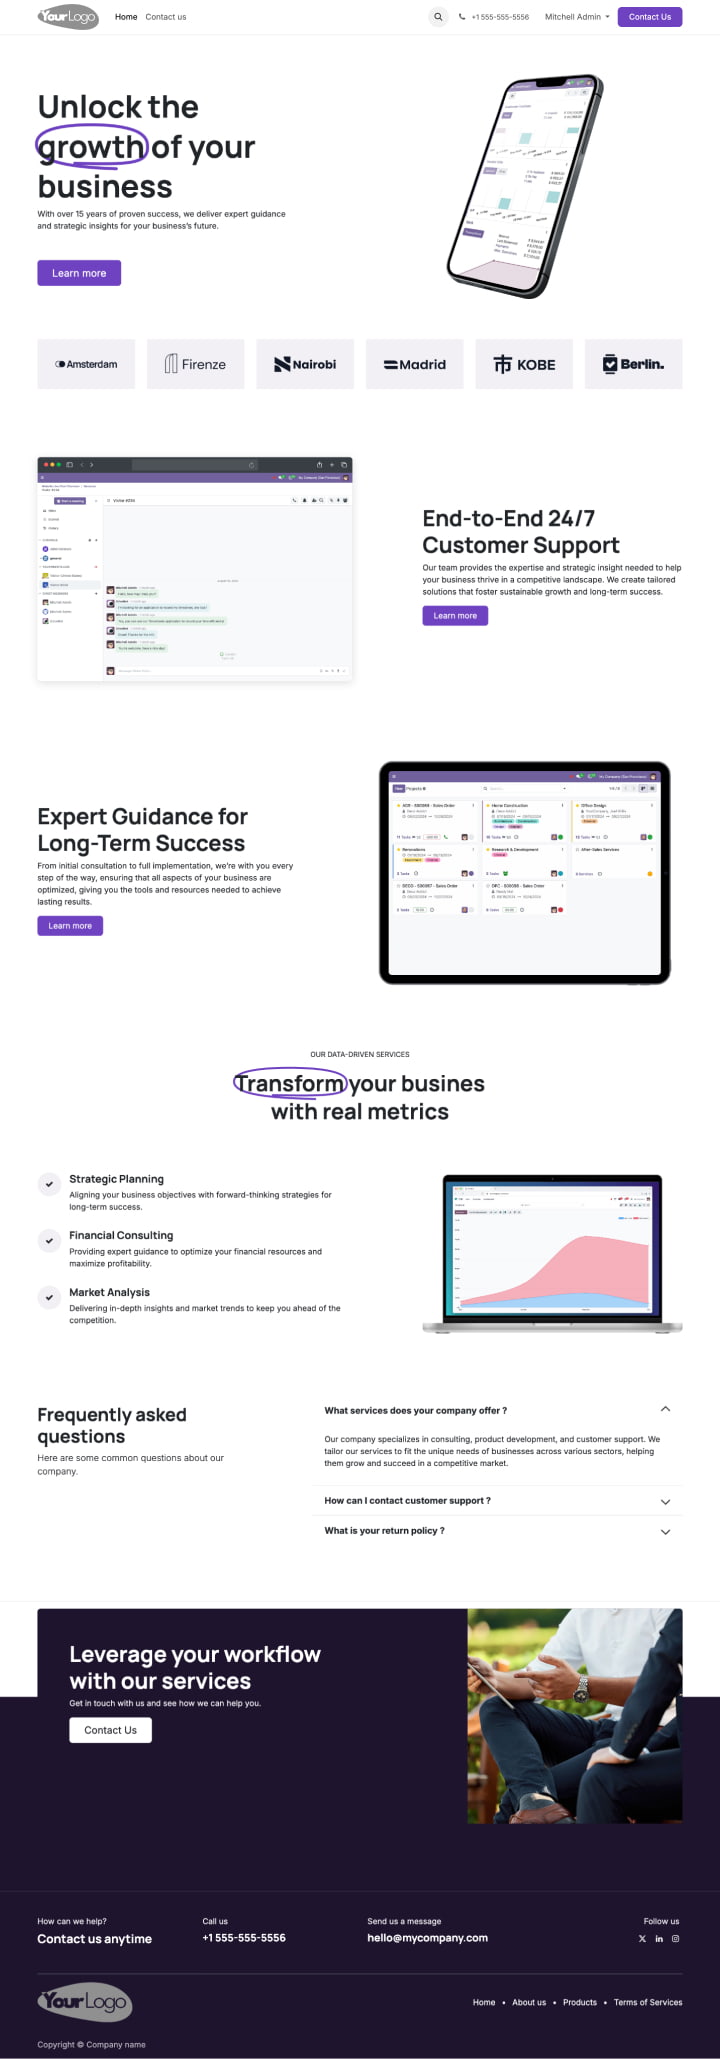 YourLogo
Home
Contact us
+1 555-555-5556
Mitchell Admin
Contact Us
Unlock the
growth of your
business
With over 15 years of proven success, we deliver expert guidance
and strategic insights for your business's future.
Learn more
Amsterdam
Firenze
Nairobi
Madrid
KOBE
Berlin.
End-to-End 24/7
Customer Support
Our team provides the expertise and strategic insight needed to help
your business thrive in a competitive landscape. We create tailored
solutions that foster sustainable growth and long-term success.
Learn more
Expert Guidance for
Long-Term Success
From initial consultation to full implementation, we're with you every
step of the way, ensuring that all aspects of your business are
optimized, giving you the tools and resources needed to achieve
lasting results.
Learn more
Projects
Home Construction
Office Design
Renovations
Research & Development
After-Sales Services
OUR DATA-DRIVEN SERVICES
Transform your busines
with real metrics
Strategic Planning
Aligning your business objectives with forward-thinking strategies for
long-term success.
Financial Consulting
Providing expert guidance to optimize your financial resources and
maximize profitability.
Market Analysis
Delivering in-depth insights and market trends to keep you ahead of the
competition.
Frequently asked
questions
Here are some common questions about our
company.
What services does your company offer ?
Our company specializes in consulting, product development, and customer support. We
tailor our services to fit the unique needs of businesses across various sectors, helping
them grow and succeed in a competitive market.
How can I contact customer support ?
What is your return policy ?
Leverage your workflow
with our services
Get in touch with us and see how we can help you.
Contact Us
How can we help?
Contact us anytime
Call us
+1 555-555-5556
Send us a message
hello@mycompany.com
Follow us
YourLogo
Home • About us • Products • Terms of Services
Copyright © Company name